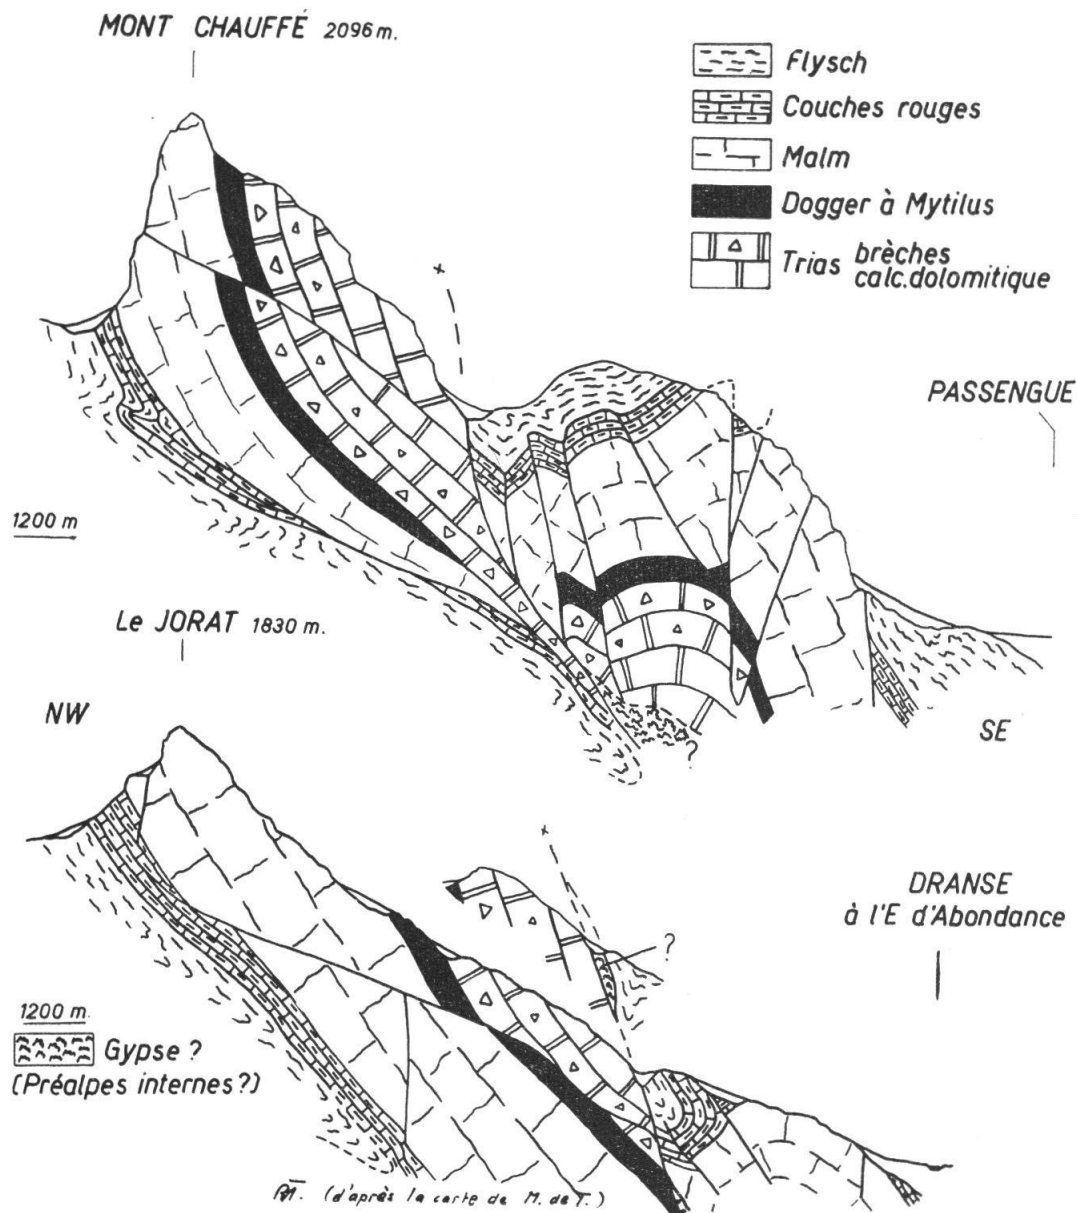 MONT CHAUFFÉ 2096 m.
Flysch
Couches rouges
Malm
Dogger à Mytilus
Trias brèches
calc.dolomitique
PASSENGUE
1200 m
Le JORAT 1830 m.
NW
SE
?
DRANSE
à l'E d'Abondance
?
1200 m.
Gypse ?
(Préalpes internes?)
(d'après la carte de M. de T.)